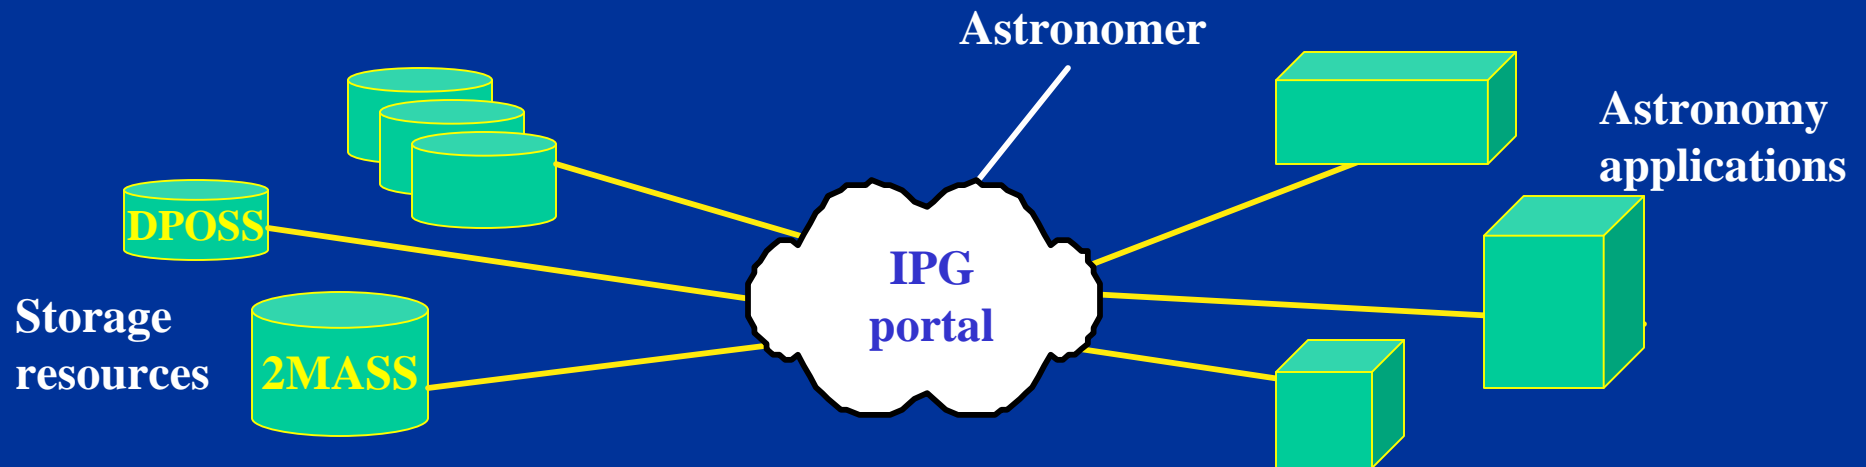 Astronomer
Astronomy
applications
DPOSS
IPG
portal
Storage
resources
2MASS